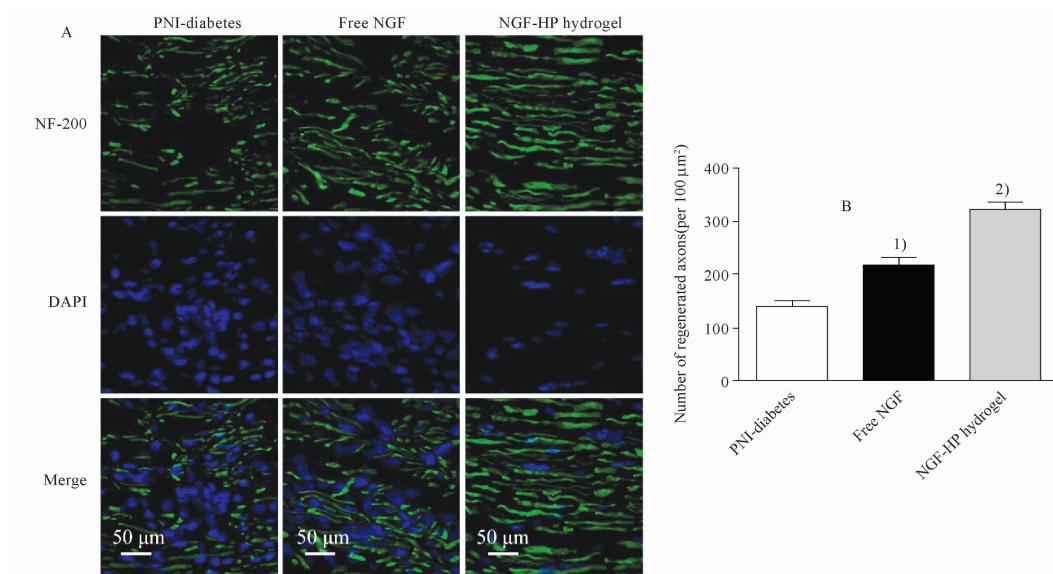 A
PNI-diabetes
Free NGF
NGF-HP hydrogel
NF-200
DAPI
Merge
50 μm
50 μm
50 μm
B
Number of regenerated axons(per 100 μm²)
400
300
200
100
0
1)
2)
PNI-diabetes
Free NGF
NGF-HP hydrogel